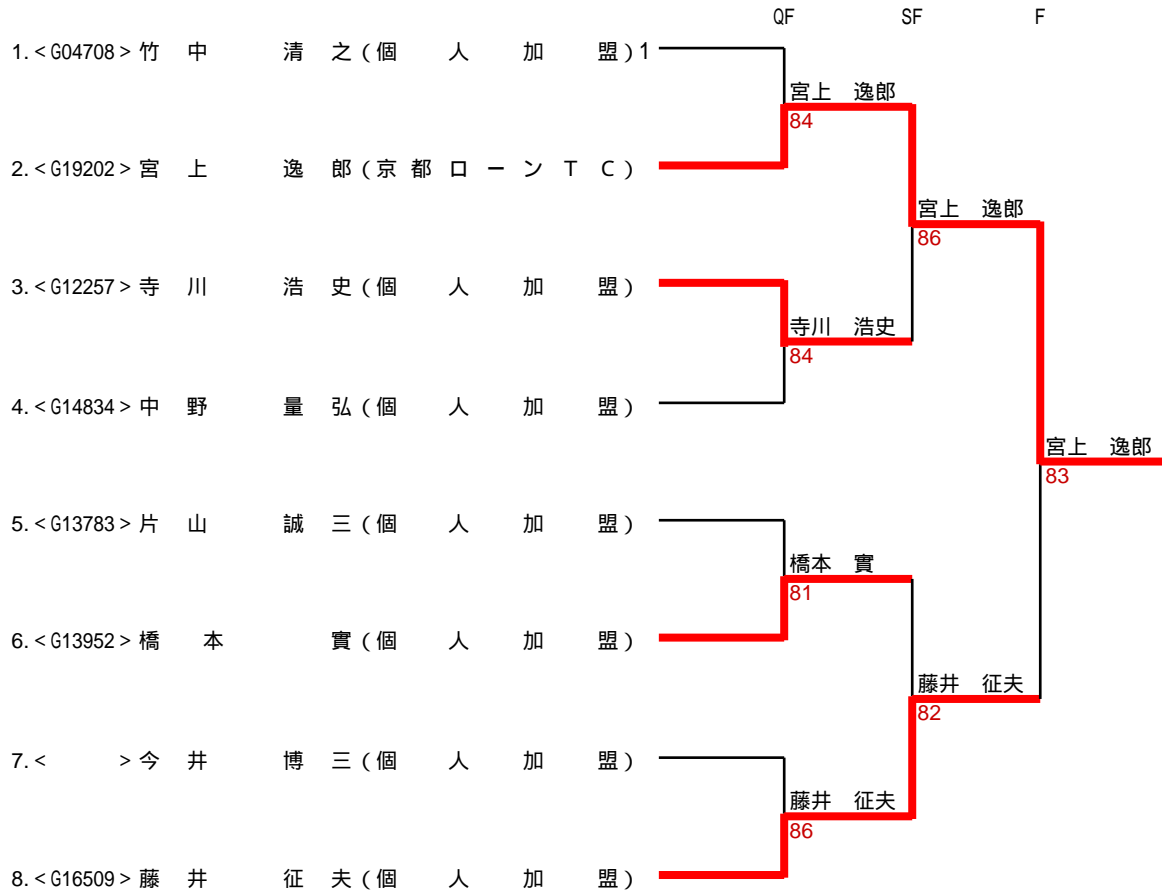 QF SF F
1.<G04708>竹中 清之(個人加盟)1
宮上 逸郎
84
2.<G19202>宮上 逸郎(京都ローンTC)
宮上 逸郎
86
3.<G12257>寺川 浩史(個人加盟)
寺川 浩史
84
4.<G14834>中野 量弘(個人加盟)
宮上 逸郎
83
5.<G13783>片山 誠三(個人加盟)
橋本 實
81
6.<G13952>橋本 實(個人加盟)
藤井 征夫
82
7.< >今井 博三(個人加盟)
藤井 征夫
86
8.<G16509>藤井 征夫(個人加盟)